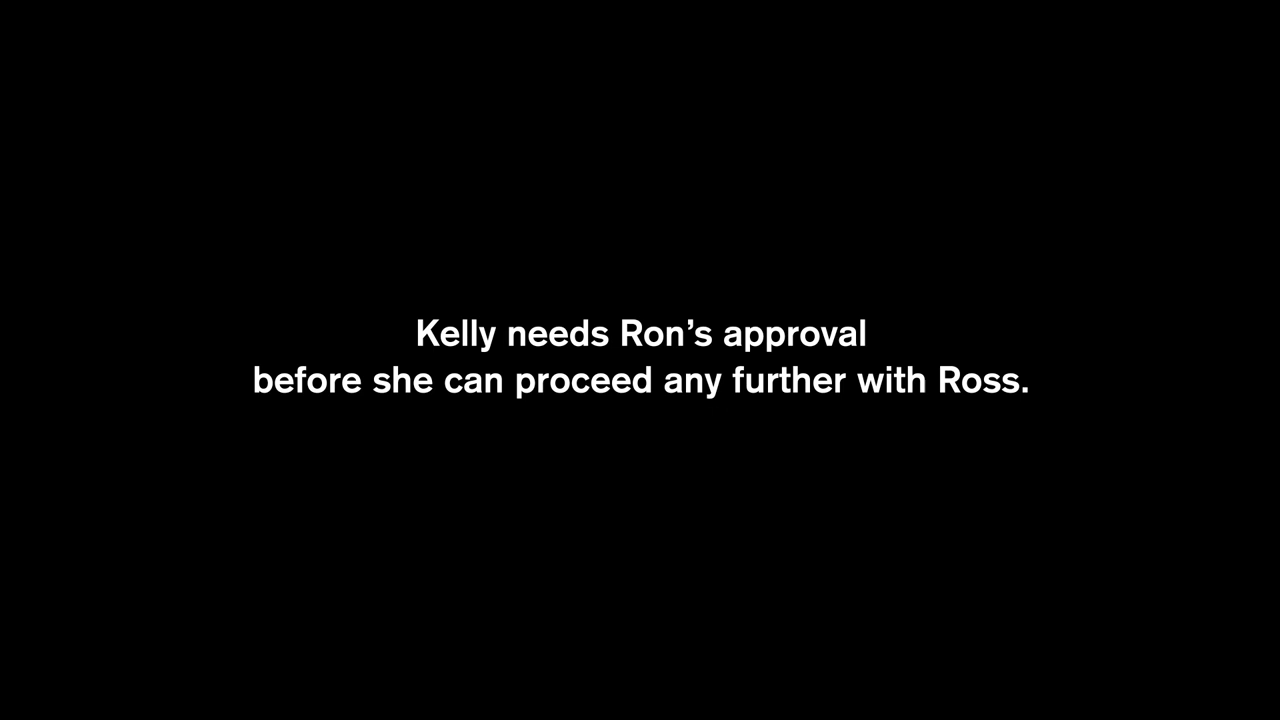 Kelly needs Ron’s approval
before she can proceed any further with Ross.